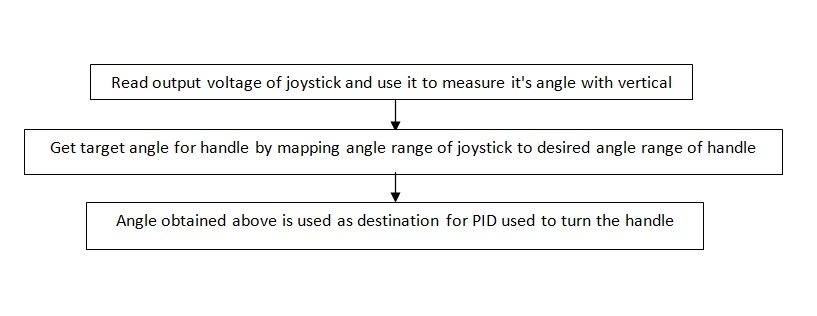 Read output voltage of joystick and use it to measure it's angle with vertical
Get target angle for handle by mapping angle range of joystick to desired angle range of handle
Angle obtained above is used as destination for PID used to turn the handle